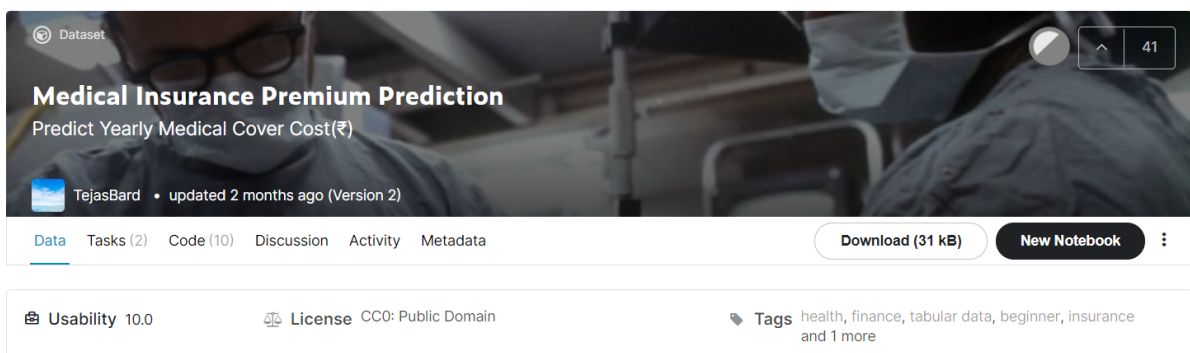 Dataset
41
Medical Insurance Premium Prediction
Predict Yearly Medical Cover Cost(₹)
TejasBard • updated 2 months ago (Version 2)
Data Tasks (2) Code (10) Discussion Activity Metadata Download (31 kB) New Notebook
Usability 10.0 License CC0: Public Domain Tags health, finance, tabular data, beginner, insurance
and 1 more